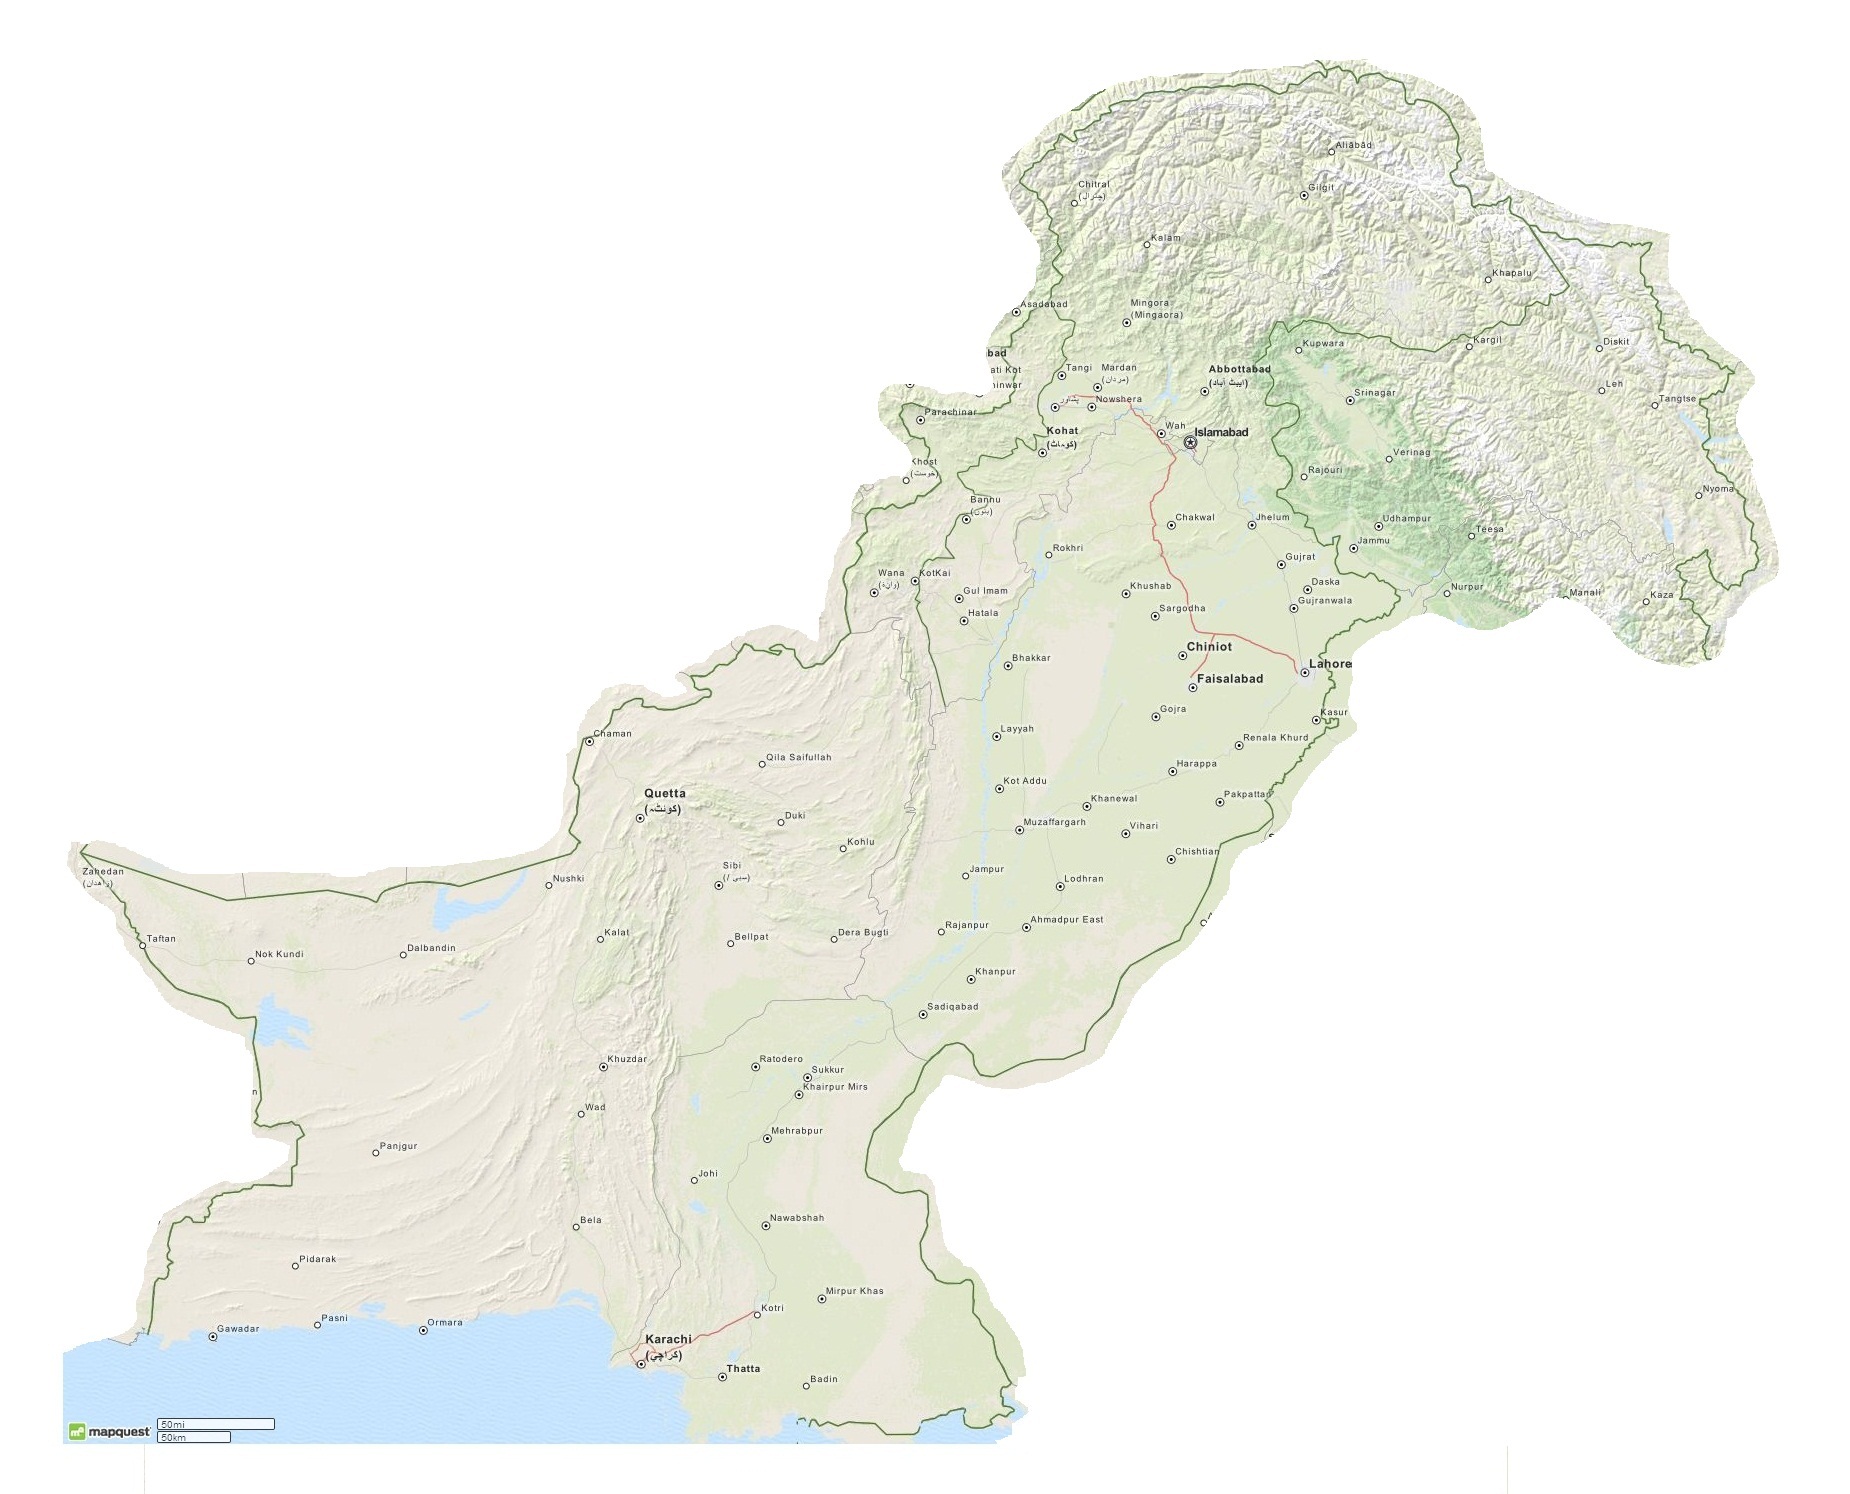 Aliābād
Chitral
(چترال)
Gilgit
Kalam
Khapalu
Asadabad
Mingora
(Mingaora)
Kupwara
Kargil
Diskit
bad
ati Kot
hinwar
Tangi
Mardan
(مردان)
Abbottabad
(ایبٹ آباد)
Leh
Srinagar
Tangtse
پشاور
Nowshera
Parachinar
Wah
Islamabad
Kohat
(کوہاٹ)
Verinag
Khost
(خوست)
Rajouri
Nyoma
Bannu
(بنوں)
Chakwal
Jhelum
Udhampur
Teesa
Rokhri
Jammu
Gujrat
Wana
(وانۀ)
KotKai
Gul Imam
Khushab
Daska
Nurpur
Manali
Kaza
Hatala
Sargodha
Gujranwala
Chiniot
Bhakkar
Lahore
Faisalabad
Gojra
Kasur
Layyah
Renala Khurd
Chaman
Qila Saifullah
Harappa
Kot Addu
Quetta
(کوئٹہ)
Khanewal
Pakpattan
Duki
Muzaffargarh
Vihari
Kohlu
Chishtian
Zahedan
(زاهدان)
Nushki
Sibi
(سبی /)
Jampur
Lodhran
Taftan
Nok Kundi
Dalbandin
Kalat
Bellpat
Dera Bugti
Rajanpur
Ahmadpur East
Khanpur
Sadiqabad
Khuzdar
Ratodero
Sukkur
Khairpur Mirs
n
Wad
Panjgur
Mehrabpur
Johi
Bela
Nawabshah
Pidarak
Mirpur Khas
Gawadar
Pasni
Ormara
Kotri
Karachi
(کراچی)
Thatta
Badin
mapquest
50mi
50km